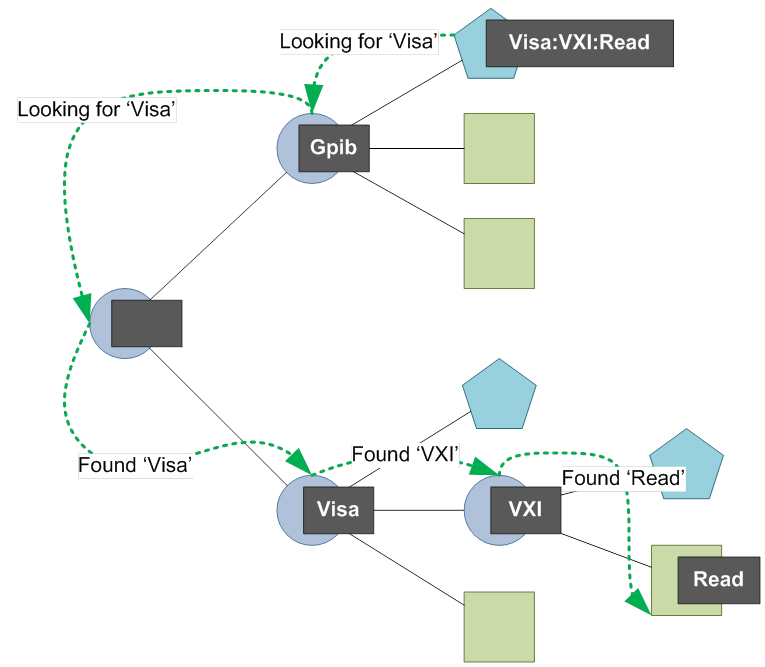 Looking for ‘Visa’
Visa:VXI:Read
Looking for ‘Visa’
Gpib
Found ‘Visa’
Found ‘VXI’
Found ‘Read’
Visa
VXI
Read